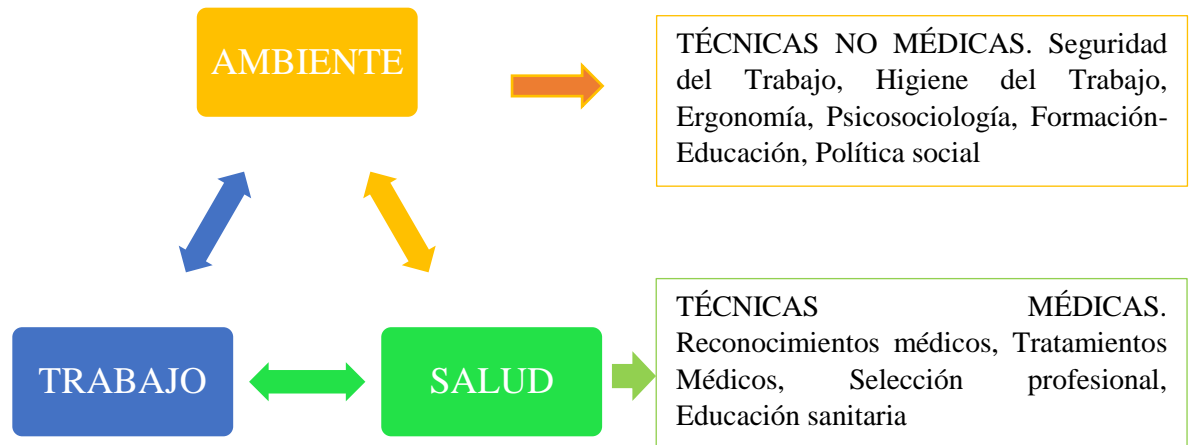 AMBIENTE
TÉCNICAS NO MÉDICAS. Seguridad
del Trabajo, Higiene del Trabajo,
Ergonomía, Psicosociología, Formación-
Educación, Política social
TRABAJO
SALUD
TÉCNICAS MÉDICAS.
Reconocimientos médicos, Tratamientos
Médicos, Selección profesional,
Educación sanitaria